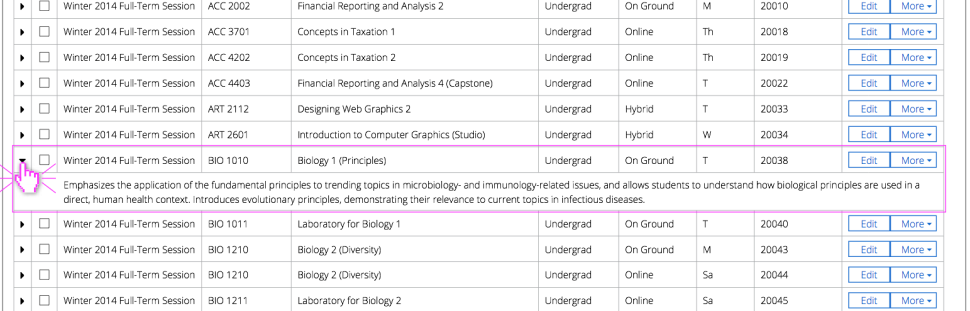 Winter 2014 Full-Term Session ACC 2002 Financial Reporting and Analysis 2 Undergrad On Ground M 20010 Edit More
Winter 2014 Full-Term Session ACC 3701 Concepts in Taxation 1 Undergrad Online Th 20018 Edit More
Winter 2014 Full-Term Session ACC 4202 Concepts in Taxation 2 Undergrad Online Th 20019 Edit More
Winter 2014 Full-Term Session ACC 4403 Financial Reporting and Analysis 4 (Capstone) Undergrad Online T 20022 Edit More
Winter 2014 Full-Term Session ART 2112 Designing Web Graphics 2 Undergrad Hybrid T 20033 Edit More
Winter 2014 Full-Term Session ART 2601 Introduction to Computer Graphics (Studio) Undergrad Hybrid W 20034 Edit More
Winter 2014 Full-Term Session BIO 1010 Biology 1 (Principles) Undergrad On Ground T 20038 Edit More
Emphasizes the application of the fundamental principles to trending topics in microbiology- and immunology-related issues, and allows students to understand how biological principles are used in a
direct, human health context. Introduces evolutionary principles, demonstrating their relevance to current topics in infectious diseases.
Winter 2014 Full-Term Session BIO 1011 Laboratory for Biology 1 Undergrad On Ground T 20040 Edit More
Winter 2014 Full-Term Session BIO 1210 Biology 2 (Diversity) Undergrad On Ground M 20043 Edit More
Winter 2014 Full-Term Session BIO 1210 Biology 2 (Diversity) Undergrad Online Sa 20044 Edit More
Winter 2014 Full-Term Session BIO 1211 Laboratory for Biology 2 Undergrad Online Sa 20045 Edit More